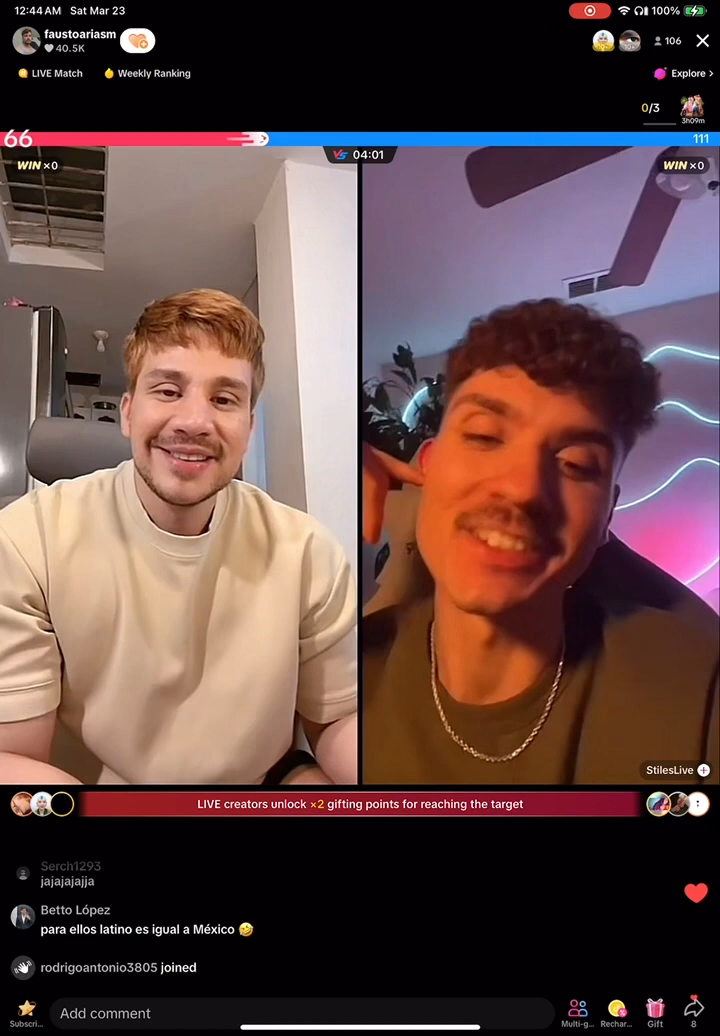 12:44 AM Sat Mar 23
100%
faustoariasm
40.5K
106
LIVE Match
Weekly Ranking
Explore >
0/3
3h09m
66
111
WIN ×0
VS 04:01
WIN ×0
StilesLive
LIVE creators unlock ×2 gifting points for reaching the target
Serch1293
jajajajajja
Betto López
para ellos latino es igual a México 🤣
rodrigoantonio3805 joined
Add comment
Subscri...
Multi-g...
Rechar...
Gift
8